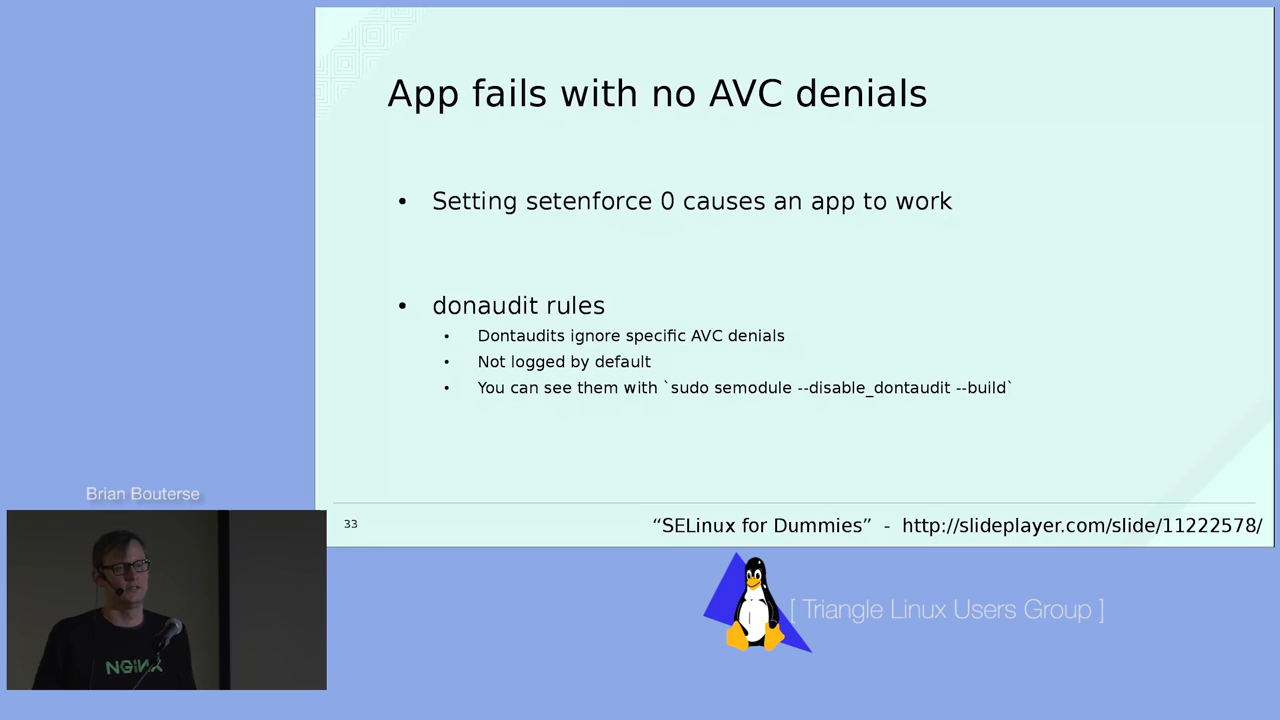 App fails with no AVC denials
• Setting setenforce 0 causes an app to work
• donaudit rules
• Dontaudits ignore specific AVC denials
• Not logged by default
• You can see them with `sudo semodule --disable_dontaudit --build`
33
“SELinux for Dummies” - http://slideplayer.com/slide/11222578/
Brian Bouterse
NGINX
[ Triangle Linux Users Group ]